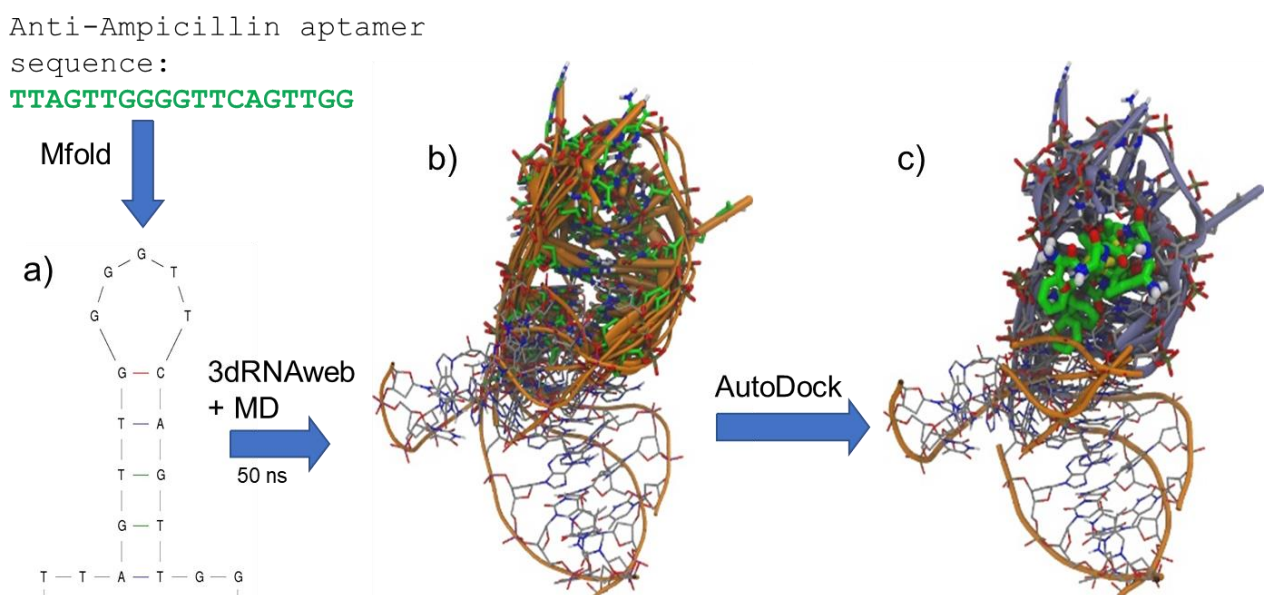 Anti-Ampicillin aptamer
sequence:
TTAGTTGGGGTTCAGTTGG
Mfold
a)
G
G T
G T
G C
T A
T G
G T
T T A T G G
3dRNAweb
+ MD
50 ns
b)
AutoDock
c)